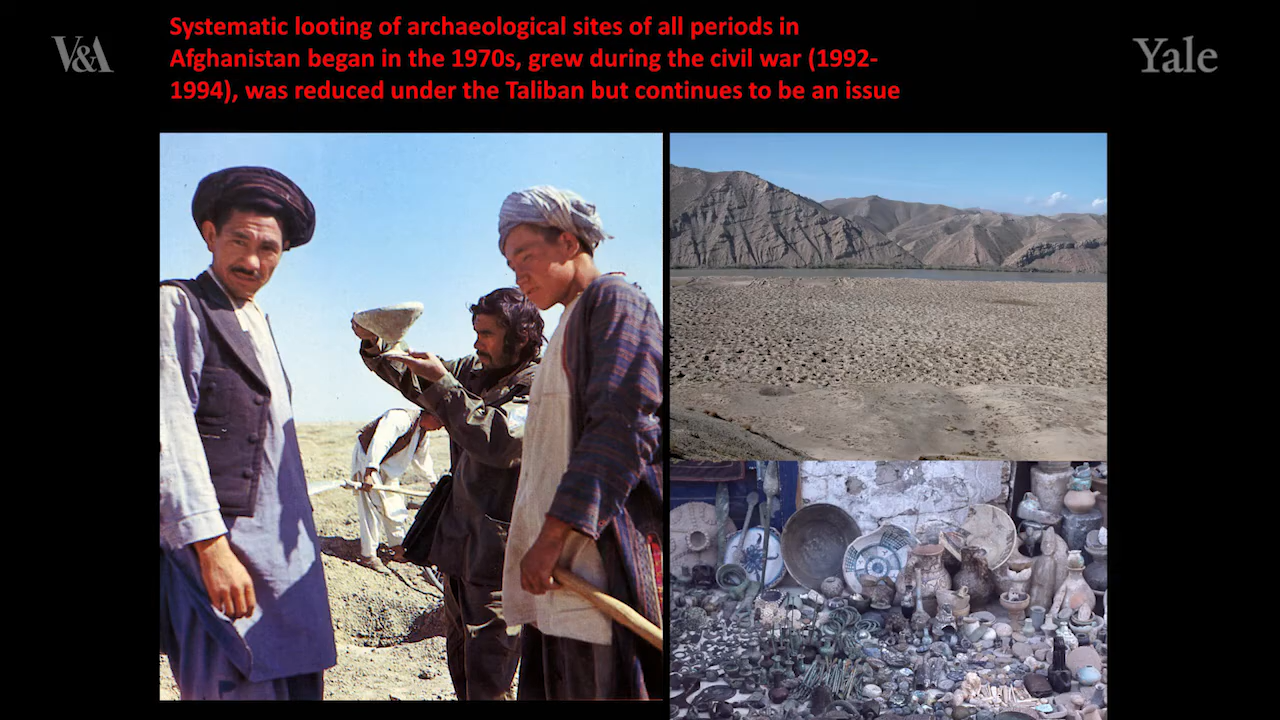 Systematic looting of archaeological sites of all periods in
Afghanistan began in the 1970s, grew during the civil war (1992-
1994), was reduced under the Taliban but continues to be an issue
V&A
Yale